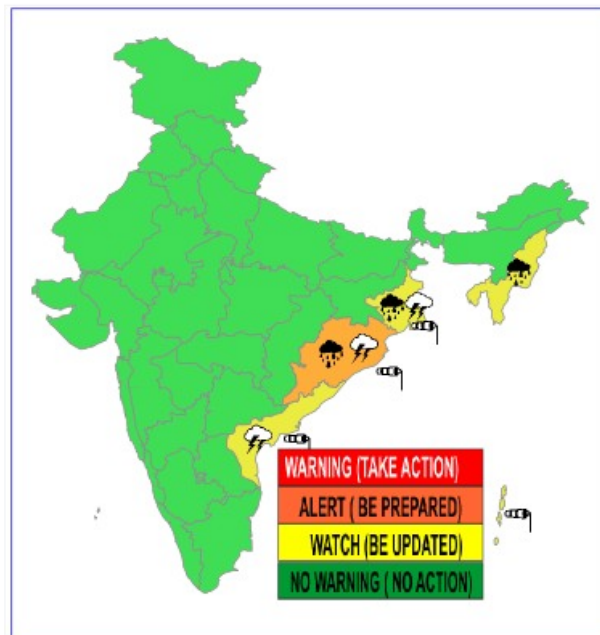 WARNING (TAKE ACTION)
ALERT ( BE PREPARED)
WATCH (BE UPDATED)
NO WARNING ( NO ACTION)